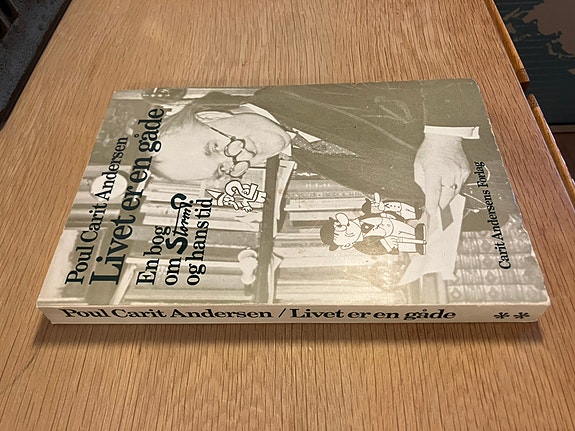 Poul Carit Andersen
Livet er en gåde
En bog
om Storm P
og hans tid
Carit Andersens Forlag
Poul Carit Andersen / Livet er en gåde **